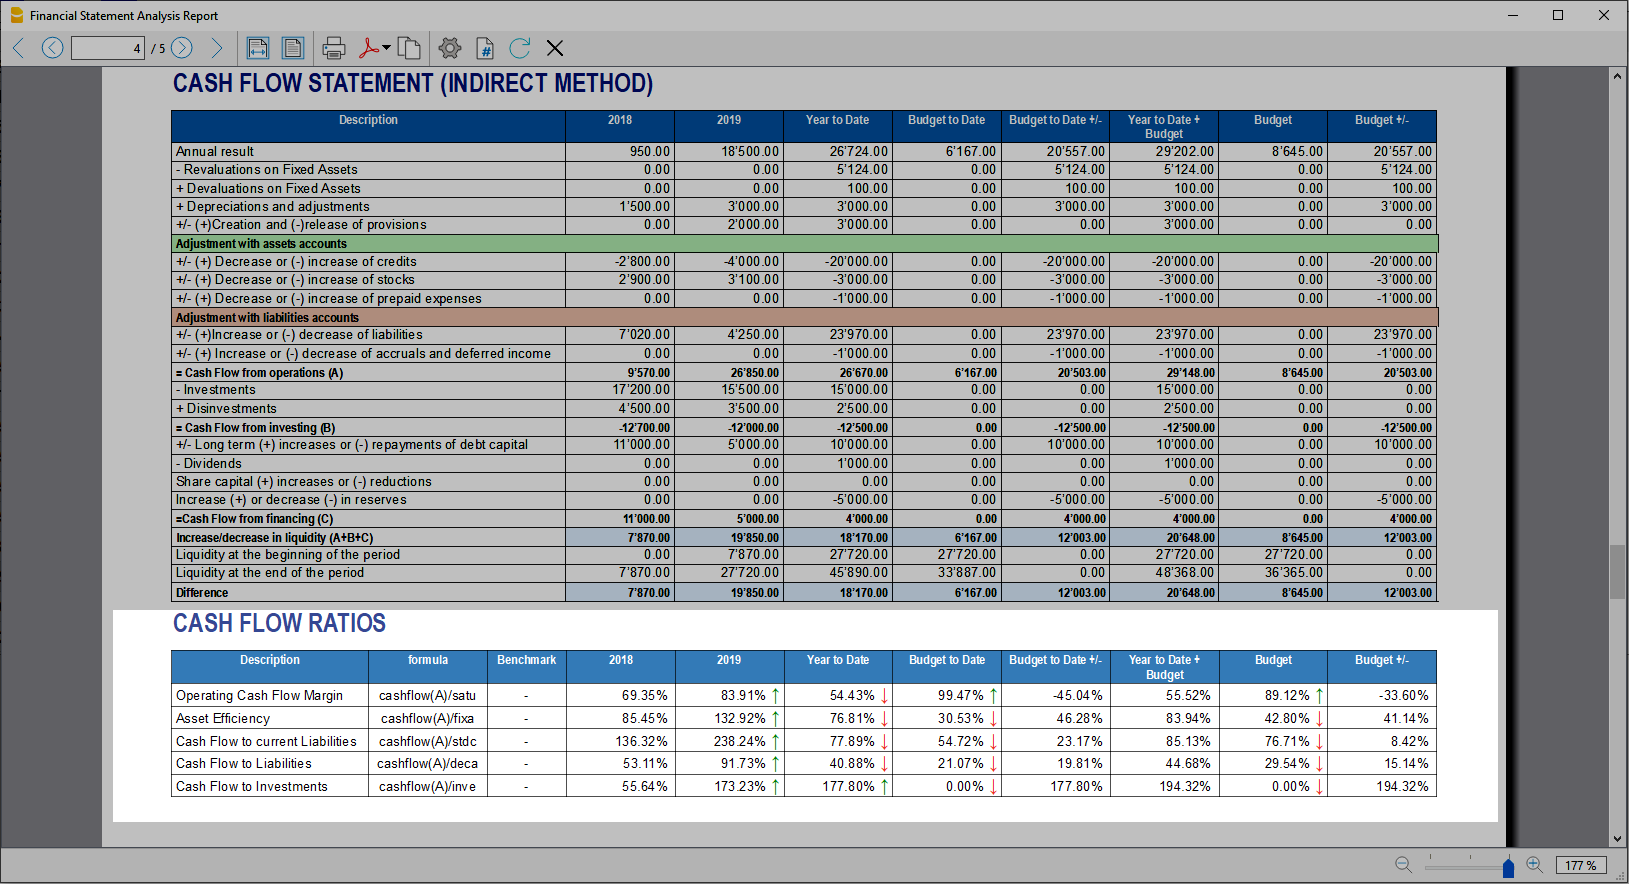 Financial Statement Analysis Report
4 / 5
CASH FLOW STATEMENT (INDIRECT METHOD)
Description 2018 2019 Year to Date Budget to Date Budget to Date +/- Year to Date + Budget Budget Budget +/-
Annual result 950.00 18'500.00 26'724.00 6'167.00 20'557.00 29'202.00 8'645.00 20'557.00
- Revaluations on Fixed Assets 0.00 0.00 5'124.00 0.00 5'124.00 5'124.00 0.00 5'124.00
+ Devaluations on Fixed Assets 0.00 0.00 100.00 0.00 100.00 100.00 0.00 100.00
+ Depreciations and adjustments 1'500.00 3'000.00 3'000.00 0.00 3'000.00 3'000.00 0.00 3'000.00
+/- (+)Creation and (-)release of provisions 0.00 2'000.00 3'000.00 0.00 0.00 3'000.00 0.00 0.00
Adjustment with assets accounts
+/- (+) Decrease or (-) increase of credits -2'800.00 -4'000.00 -20'000.00 0.00 -20'000.00 -20'000.00 0.00 -20'000.00
+/- (+) Decrease or (-) increase of stocks 2'900.00 3'100.00 -3'000.00 0.00 -3'000.00 -3'000.00 0.00 -3'000.00
+/- (+) Decrease or (-) increase of prepaid expenses 0.00 0.00 -1'000.00 0.00 -1'000.00 -1'000.00 0.00 -1'000.00
Adjustment with liabilities accounts
+/- (+)Increase or (-) decrease of liabilities 7'020.00 4'250.00 23'970.00 0.00 23'970.00 23'970.00 0.00 23'970.00
+/- (+) Increase or (-) decrease of accruals and deferred income 0.00 0.00 -1'000.00 0.00 -1'000.00 -1'000.00 0.00 -1'000.00
= Cash Flow from operations (A) 9'570.00 26'850.00 26'670.00 6'167.00 20'503.00 29'148.00 8'645.00 20'503.00
- Investments 17'200.00 15'500.00 15'000.00 0.00 0.00 15'000.00 0.00 0.00
+ Disinvestments 4'500.00 3'500.00 2'500.00 0.00 0.00 2'500.00 0.00 0.00
= Cash Flow from investing (B) -12'700.00 -12'000.00 -12'500.00 0.00 -12'500.00 -12'500.00 0.00 -12'500.00
+/- Long term (+) increases or (-) repayments of debt capital 11'000.00 5'000.00 10'000.00 0.00 10'000.00 10'000.00 0.00 10'000.00
- Dividends 0.00 0.00 1'000.00 0.00 0.00 1'000.00 0.00 0.00
Share capital (+) increases or (-) reductions 0.00 0.00 0.00 0.00 0.00 0.00 0.00 0.00
Increase (+) or decrease (-) in reserves 0.00 0.00 -5'000.00 0.00 -5'000.00 -5'000.00 0.00 -5'000.00
=Cash Flow from financing (C) 11'000.00 5'000.00 4'000.00 0.00 4'000.00 4'000.00 0.00 4'000.00
Increase/decrease in liquidity (A+B+C) 7'870.00 19'850.00 18'170.00 6'167.00 12'003.00 20'648.00 8'645.00 12'003.00
Liquidity at the beginning of the period 0.00 7'870.00 27'720.00 27'720.00 0.00 27'720.00 27'720.00 0.00
Liquidity at the end of the period 7'870.00 27'720.00 45'890.00 33'887.00 0.00 48'368.00 36'365.00 0.00
Difference 7'870.00 19'850.00 18'170.00 6'167.00 12'003.00 20'648.00 8'645.00 12'003.00
CASH FLOW RATIOS
Description formula Benchmark 2018 2019 Year to Date Budget to Date Budget to Date +/- Year to Date + Budget Budget Budget +/-
Operating Cash Flow Margin cashflow(A)/satu - 69.35% 83.91% ↑ 54.43% ↓ 99.47% ↑ -45.04% 55.52% 89.12% ↑ -33.60%
Asset Efficiency cashflow(A)/fixa - 85.45% 132.92% ↑ 76.81% ↓ 30.53% ↓ 46.28% 83.94% 42.80% ↓ 41.14%
Cash Flow to current Liabilities cashflow(A)/stdc - 136.32% 238.24% ↑ 77.89% ↓ 54.72% ↓ 23.17% 85.13% 76.71% ↓ 8.42%
Cash Flow to Liabilities cashflow(A)/deca - 53.11% 91.73% ↑ 40.88% ↓ 21.07% ↓ 19.81% 44.68% 29.54% ↓ 15.14%
Cash Flow to Investments cashflow(A)/inve - 55.64% 173.23% ↑ 177.80% ↑ 0.00% ↓ 177.80% 194.32% 0.00% ↓ 194.32%
177 %